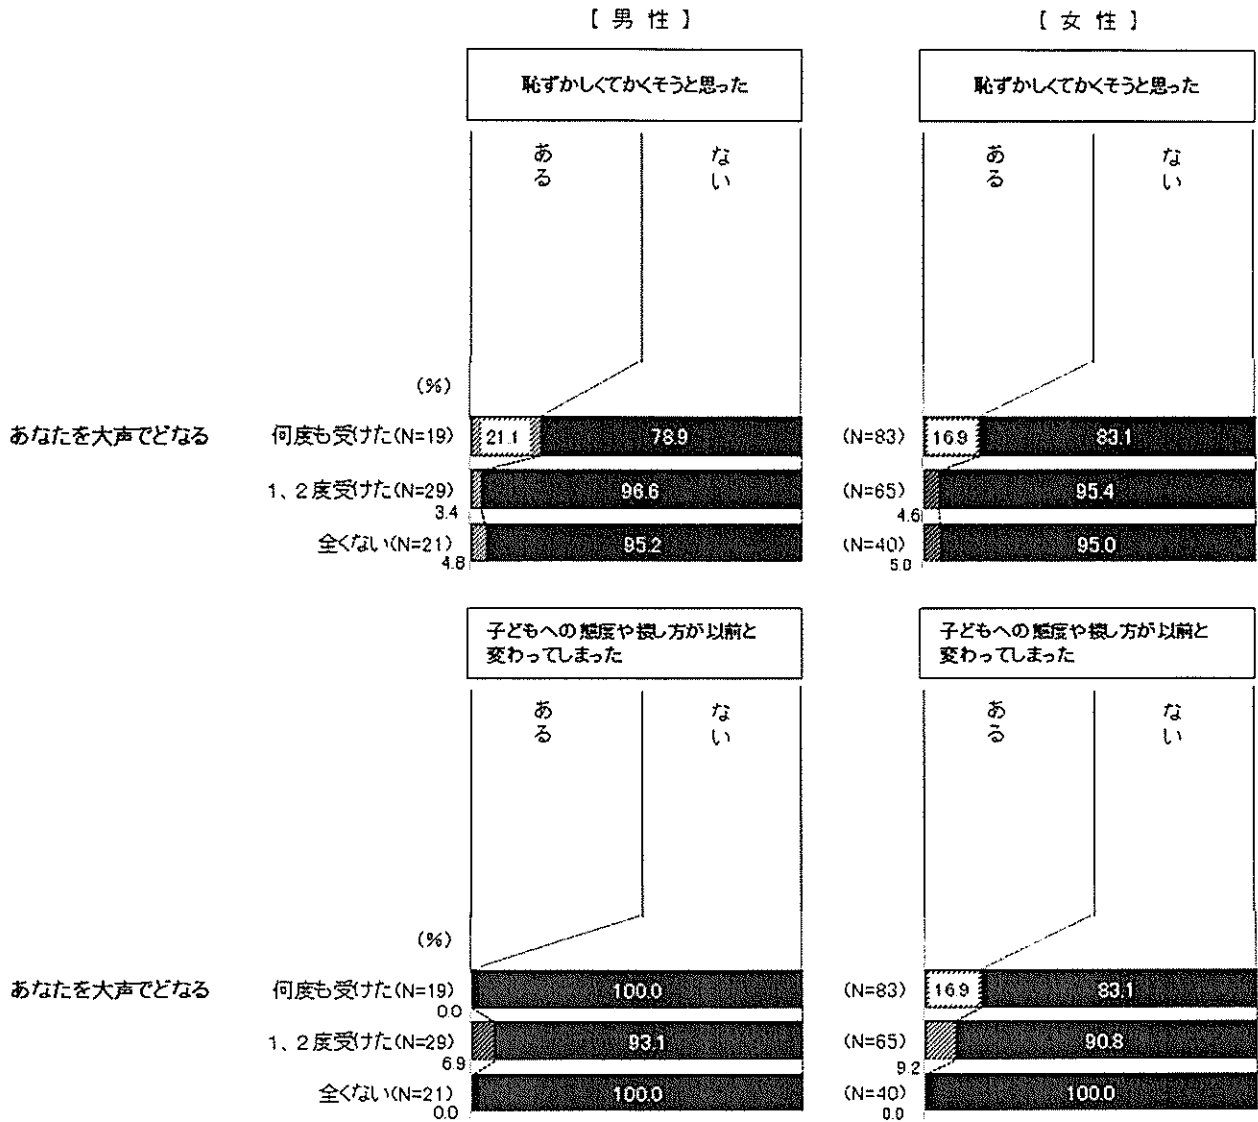 【 男 性 】 【 女 性 】
恥ずかしくてかくそうと思った 恥ずかしくてかくそうと思った
ある ない ある ない
(%)
あなたを大声でどなる 何度も受けた(N=19) 21.1 78.9 (N=83) 16.9 83.1
1、2度受けた(N=29) 96.6 (N=65) 95.4
3.4 4.6
全くない(N=21) 95.2 (N=40) 95.0
4.8 5.0
子どもへの態度や接し方が以前と 子どもへの態度や接し方が以前と
変わってしまった 変わってしまった
ある ない ある ない
(%)
あなたを大声でどなる 何度も受けた(N=19) 100.0 (N=83) 16.9 83.1
0.0
1、2度受けた(N=29) 93.1 (N=65) 90.8
6.9 9.2
全くない(N=21) 100.0 (N=40) 100.0
0.0 0.0